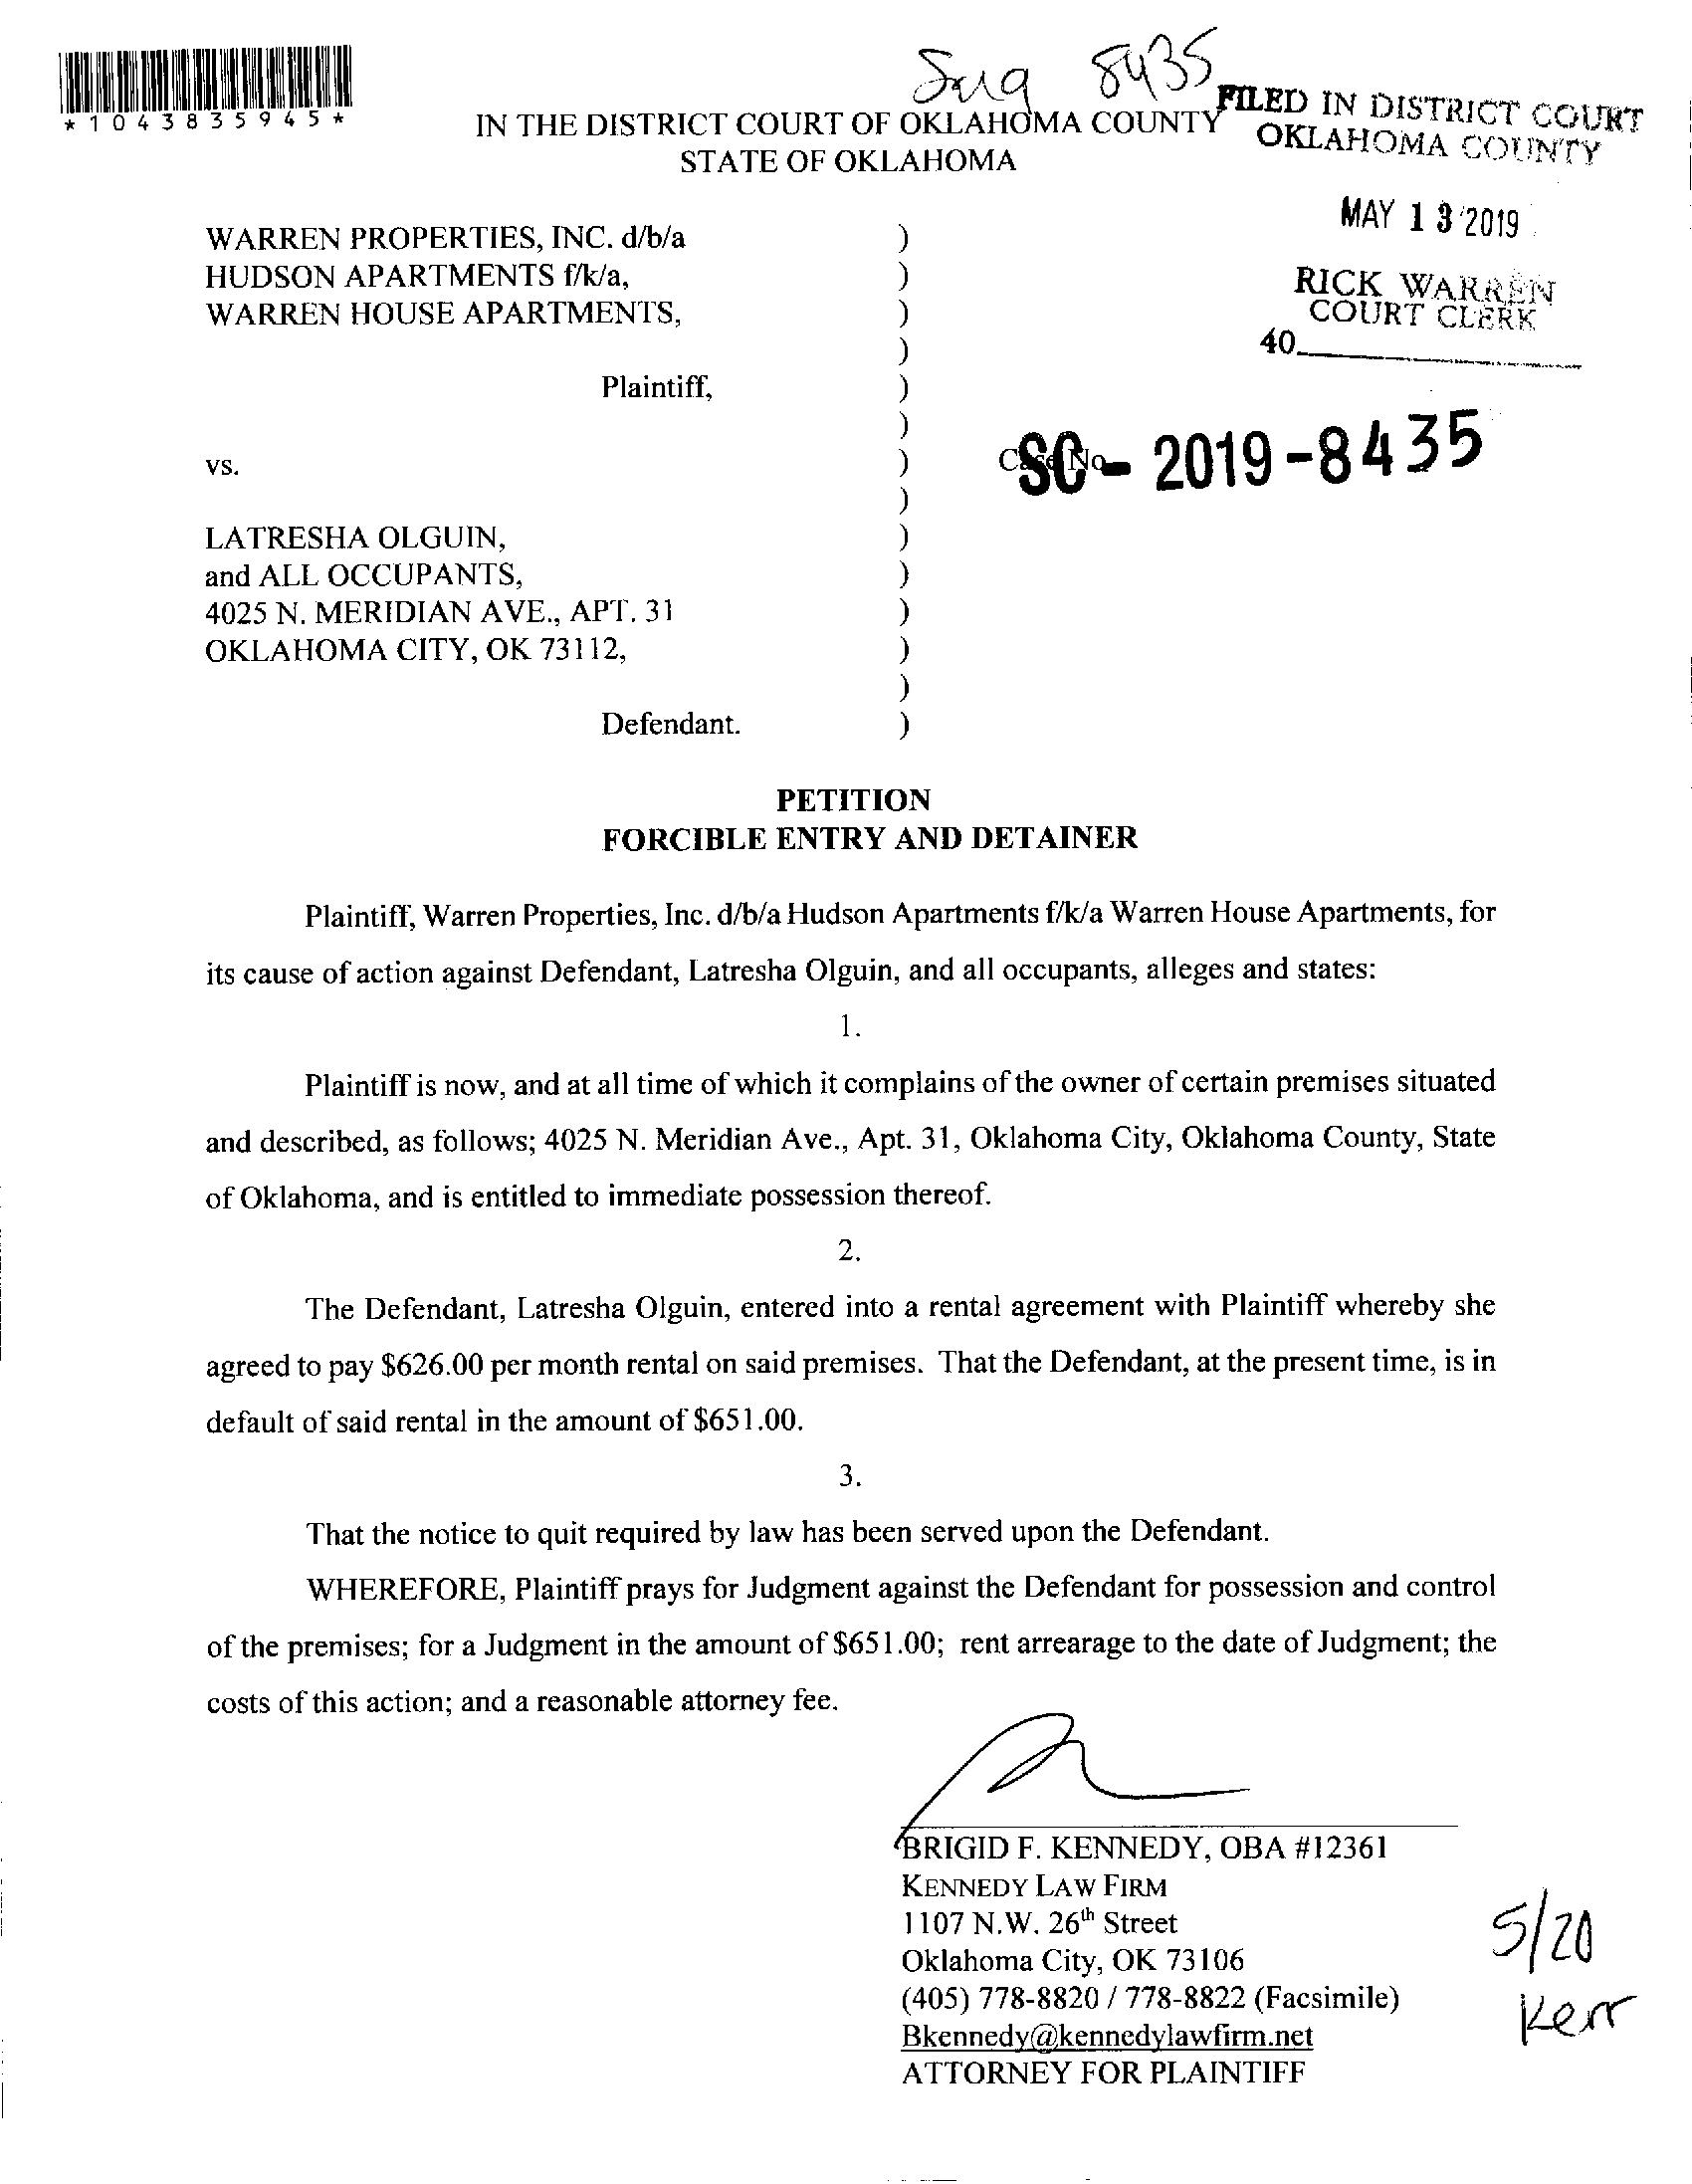 8435
*1043835945*
IN THE DISTRICT COURT OF OKLAHOMA COUNTY
STATE OF OKLAHOMA
FILED IN DISTRICT COURT
OKLAHOMA COUNTY
MAY 13 2019
RICK WARREN
COURT CLERK
40
WARREN PROPERTIES, INC. d/b/a )
HUDSON APARTMENTS f/k/a, )
WARREN HOUSE APARTMENTS, )
)
Plaintiff, )
)
vs. ) Case No. SC-2019-8435
)
LATRESHA OLGUIN, )
and ALL OCCUPANTS, )
4025 N. MERIDIAN AVE., APT. 31 )
OKLAHOMA CITY, OK 73112, )
)
Defendant. )
PETITION
FORCIBLE ENTRY AND DETAINER
Plaintiff, Warren Properties, Inc. d/b/a Hudson Apartments f/k/a Warren House Apartments, for
its cause of action against Defendant, Latresha Olguin, and all occupants, alleges and states:
1.
Plaintiff is now, and at all time of which it complains of the owner of certain premises situated
and described, as follows; 4025 N. Meridian Ave., Apt. 31, Oklahoma City, Oklahoma County, State
of Oklahoma, and is entitled to immediate possession thereof.
2.
The Defendant, Latresha Olguin, entered into a rental agreement with Plaintiff whereby she
agreed to pay $626.00 per month rental on said premises. That the Defendant, at the present time, is in
default of said rental in the amount of $651.00.
3.
That the notice to quit required by law has been served upon the Defendant.
WHEREFORE, Plaintiff prays for Judgment against the Defendant for possession and control
of the premises; for a Judgment in the amount of $651.00; rent arrearage to the date of Judgment; the
costs of this action; and a reasonable attorney fee.
BRIGID F. KENNEDY, OBA #12361
KENNEDY LAW FIRM
1107 N.W. 26th Street
Oklahoma City, OK 73106
(405) 778-8820 / 778-8822 (Facsimile)
Bkennedy@kennedylawfirm.net
ATTORNEY FOR PLAINTIFF
5/20
Kerr